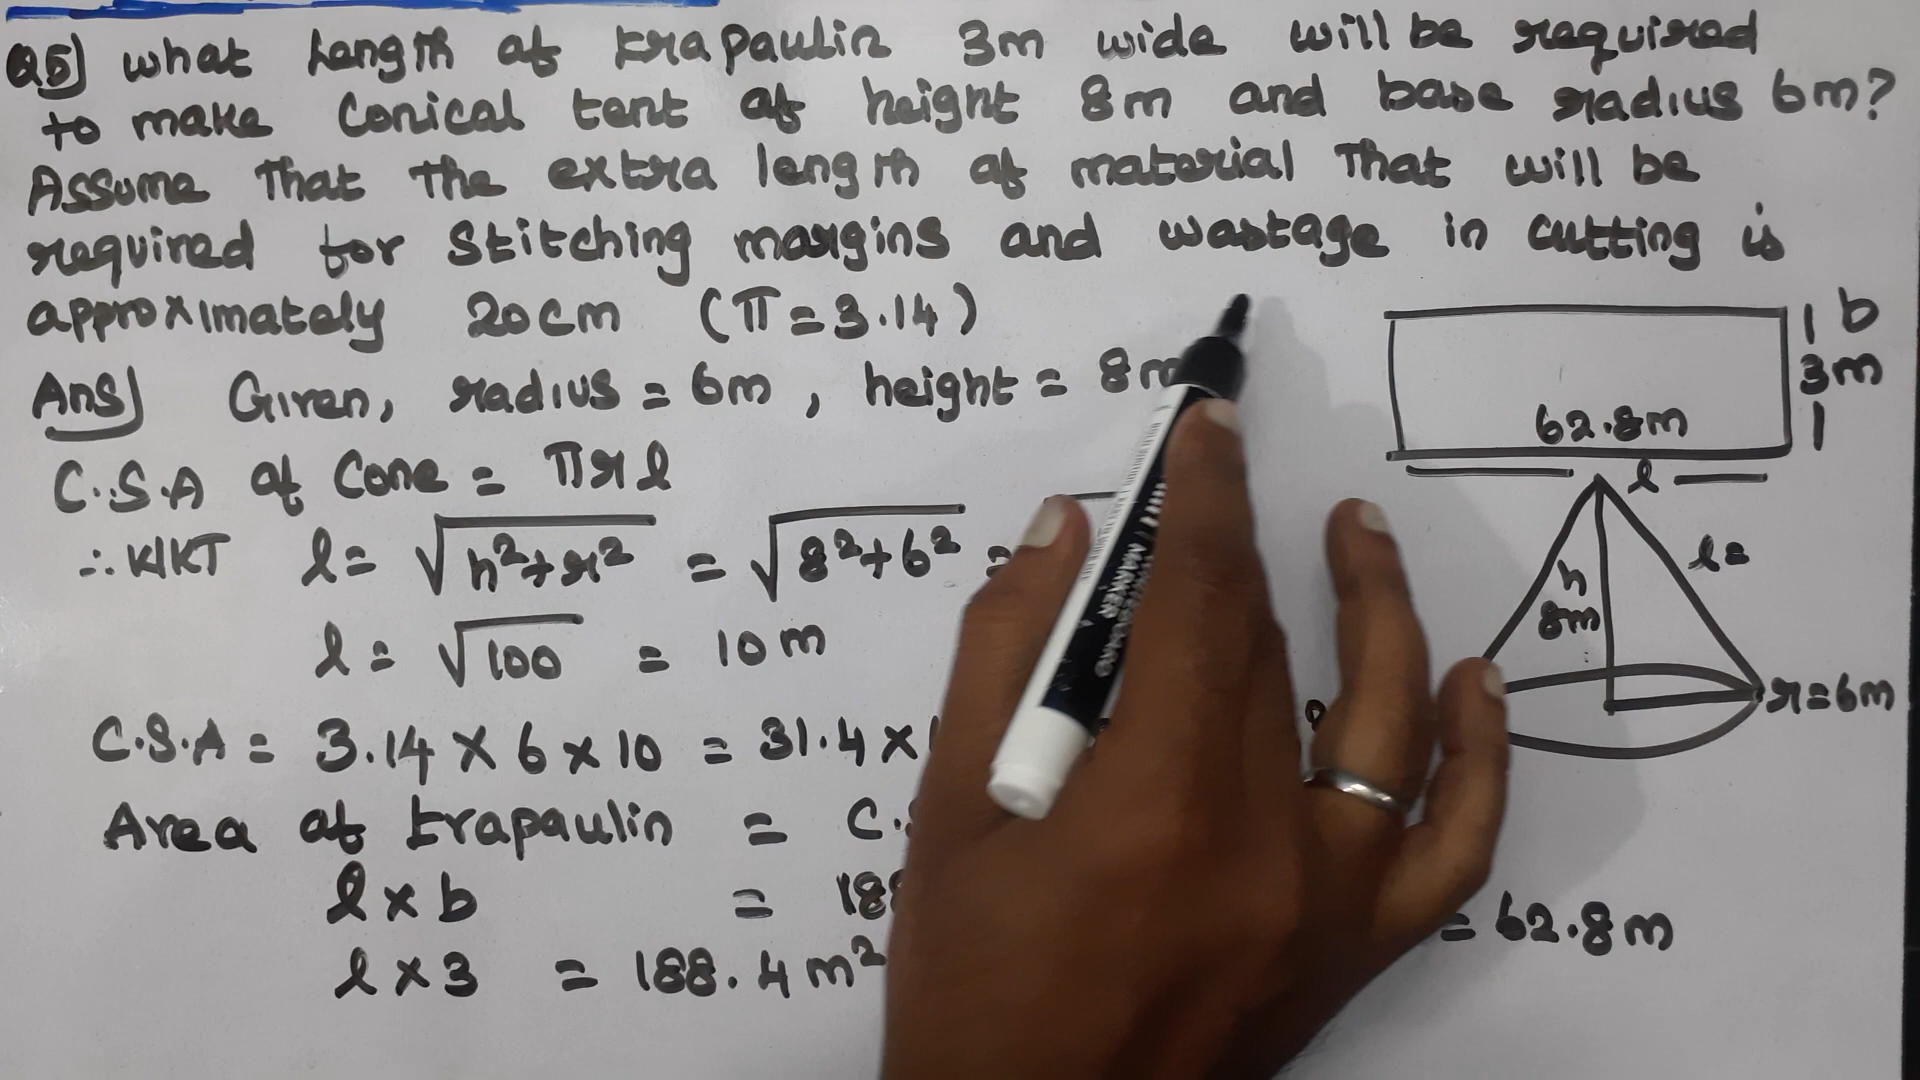 Q5) what length of trapaulin 3m wide will be required
to make conical tent of height 8m and base radius 6m?
Assume that the extra length of material that will be
required for stitching margins and wastage in cutting is
approximately 20cm (π=3.14)
Ans) Given, radius = 6m, height = 8m
C.S.A of cone = πrl
∴ WKT l= √h²+r² = √8²+6² =
l= √100 = 10m
C.S.A = 3.14 × 6 × 10 = 31.4 ×
Area of trapaulin = C.
l × b = 188
l × 3 = 188.4 m² = 62.8m
b
3m
62.8m
l
l=
h
8m
r=6m